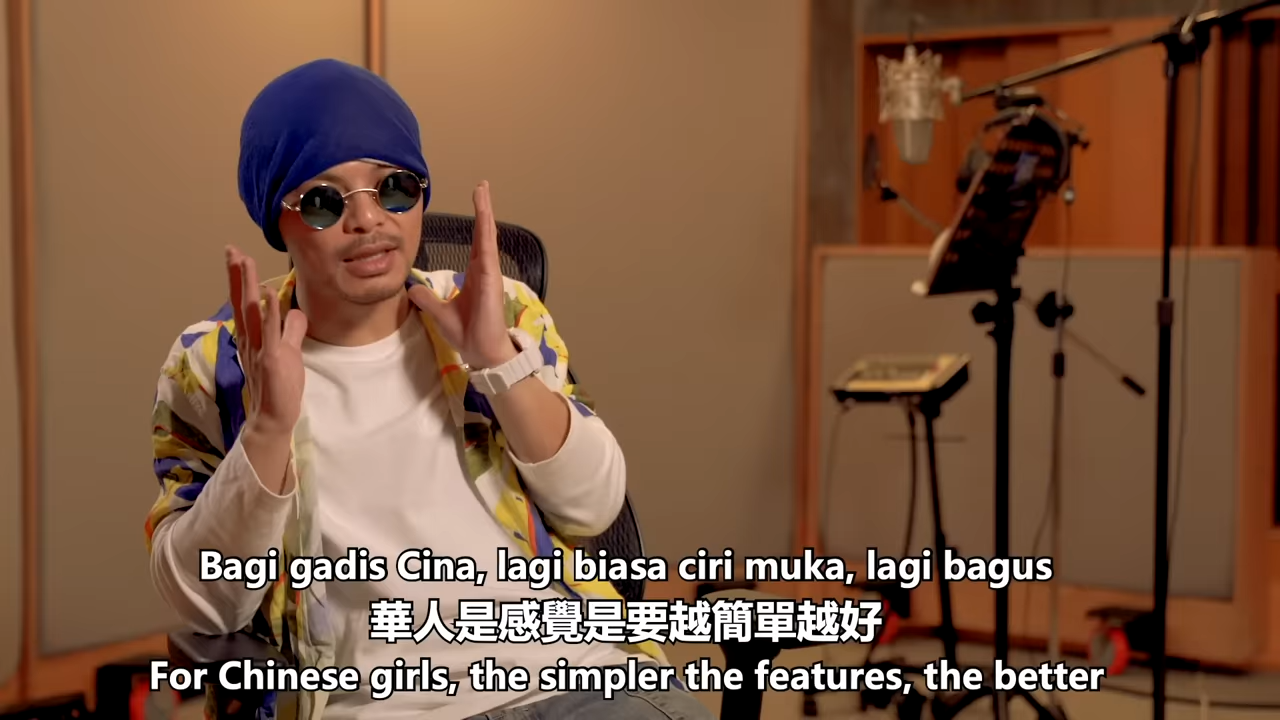 Bagi gadis Cina, lagi biasa ciri muka, lagi bagus
華人是感覺是要越簡單越好
For Chinese girls, the simpler the features, the better